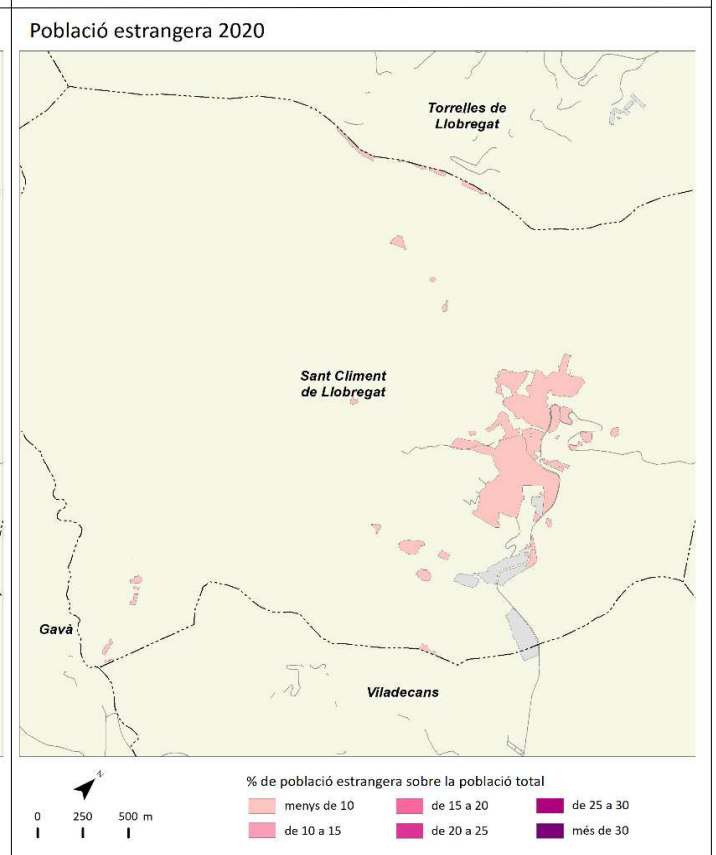 Població estrangera 2020
Torrelles de
Llobregat
Sant Climent
de Llobregat
Gavà
Viladecans
N
0 250 500 m
% de població estrangera sobre la població total
menys de 10
de 15 a 20
de 25 a 30
de 10 a 15
de 20 a 25
més de 30